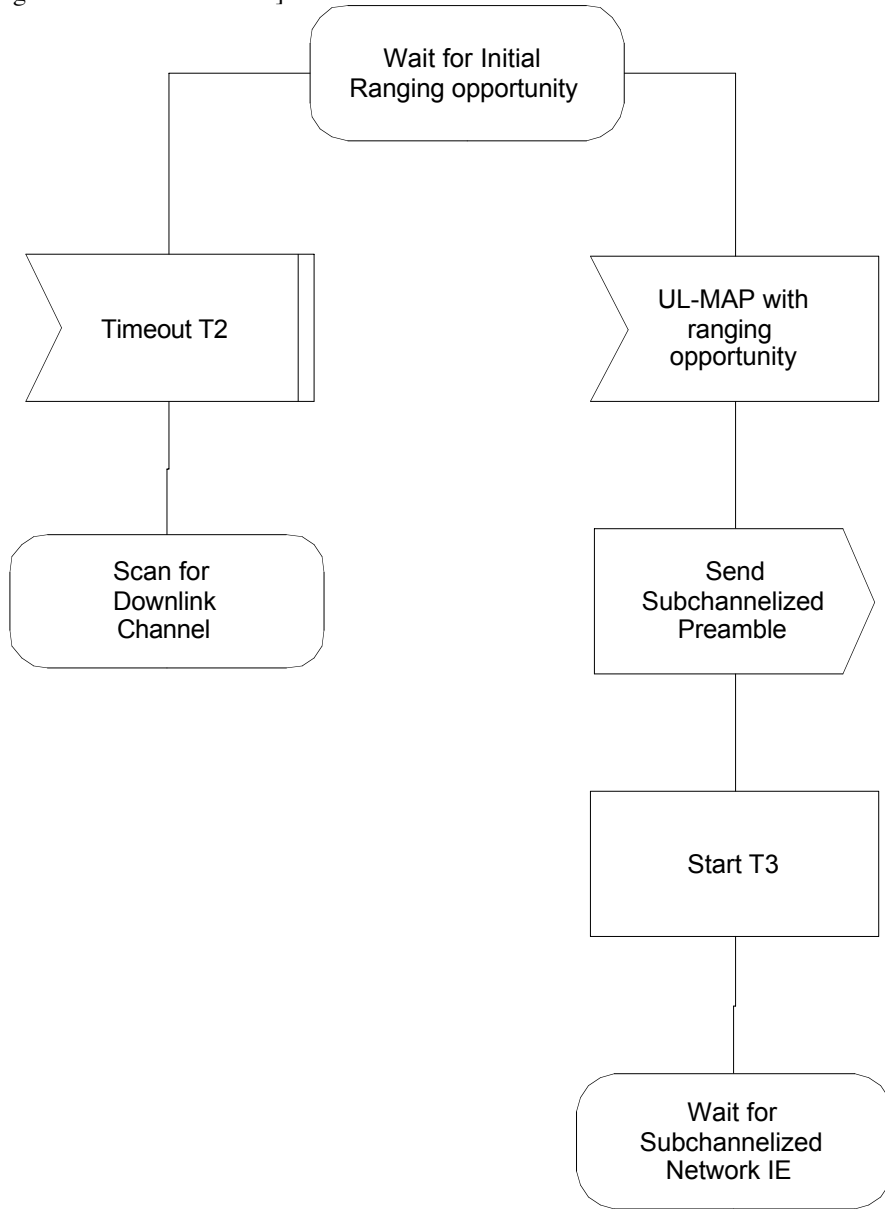 Wait for Initial
Ranging opportunity
Timeout T2
UL-MAP with
ranging
opportunity
Scan for
Downlink
Channel
Send
Subchannelized
Preamble
Start T3
Wait for
Subchannelized
Network IE